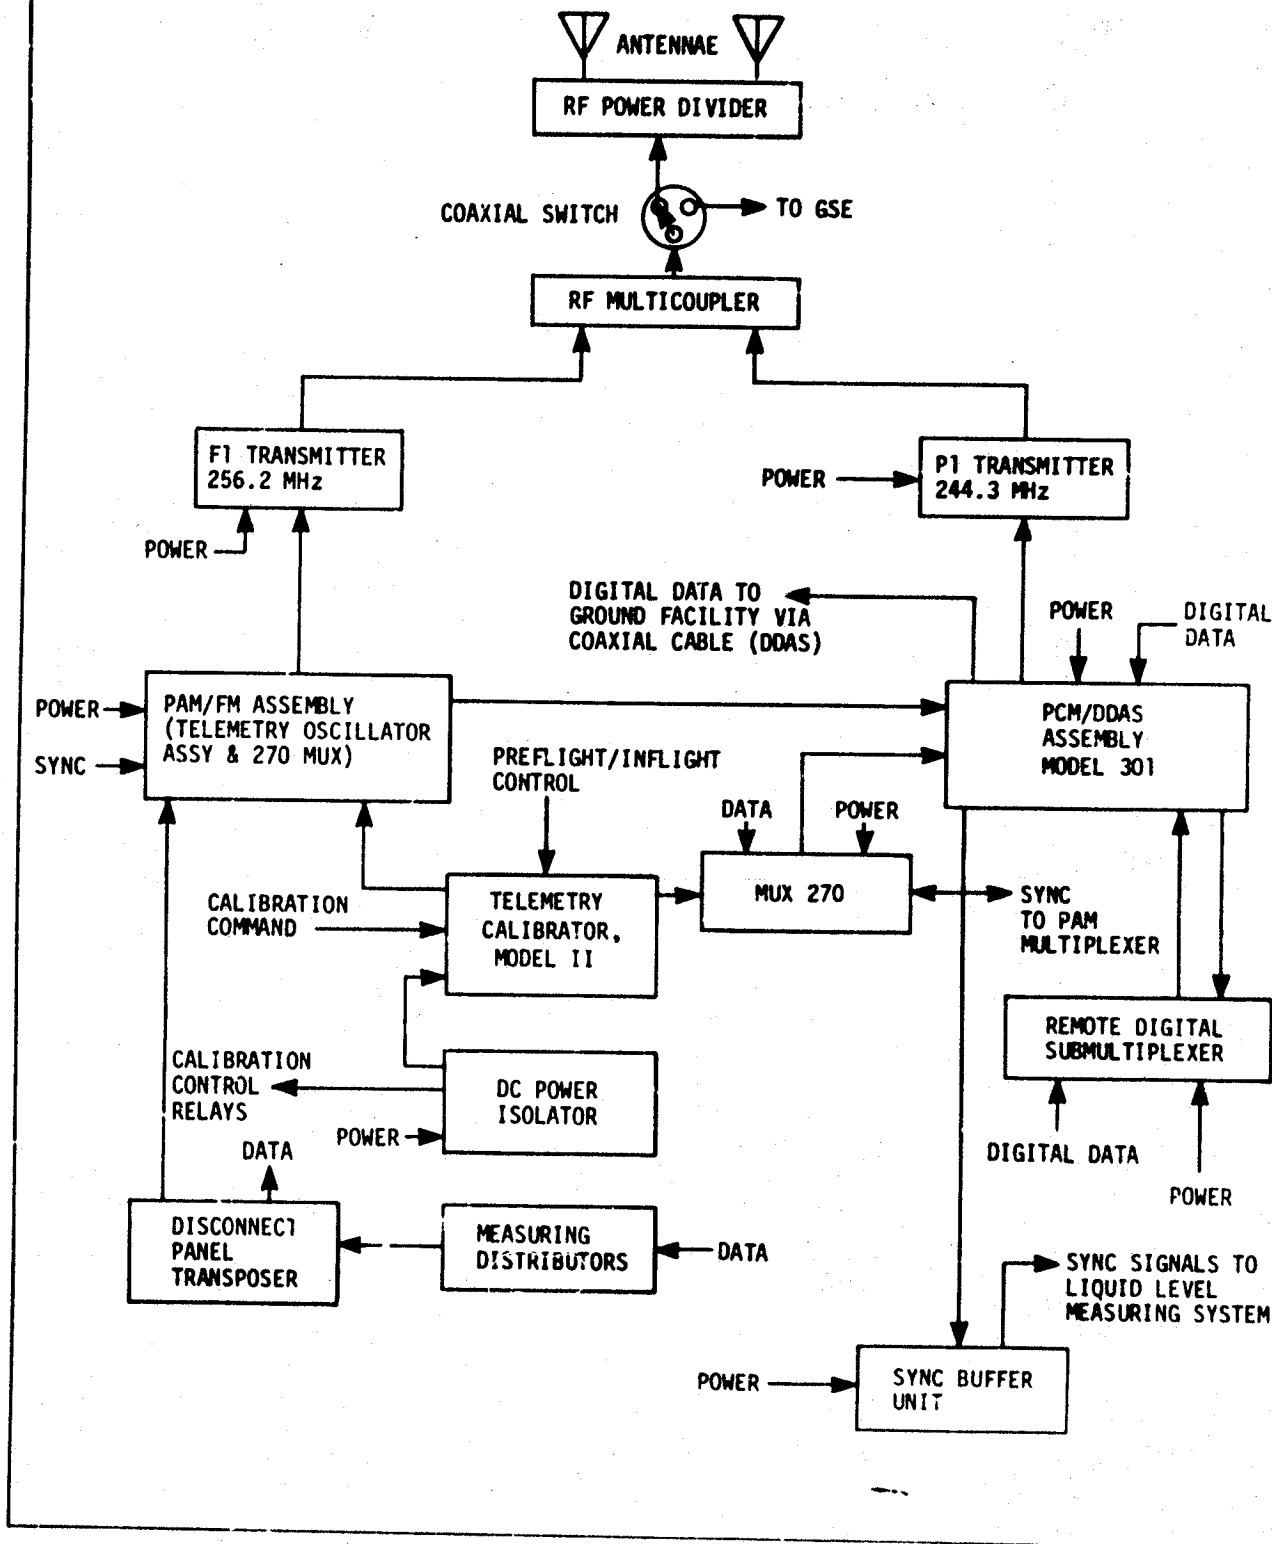 ANTENNAE
RF POWER DIVIDER
COAXIAL SWITCH
TO GSE
RF MULTICOUPLER
F1 TRANSMITTER
256.2 MHz
POWER
P1 TRANSMITTER
244.3 MHz
POWER
DIGITAL DATA TO
GROUND FACILITY VIA
COAXIAL CABLE (DDAS)
POWER
DIGITAL
DATA
POWER
SYNC
PAM/FM ASSEMBLY
(TELEMETRY OSCILLATOR
ASSY & 270 MUX)
PCM/DDAS
ASSEMBLY
MODEL 301
PREFLIGHT/INFLIGHT
CONTROL
DATA
POWER
CALIBRATION
COMMAND
TELEMETRY
CALIBRATOR,
MODEL II
MUX 270
SYNC
TO PAM
MULTIPLEXER
REMOTE DIGITAL
SUBMULTIPLEXER
CALIBRATION
CONTROL
RELAYS
DC POWER
ISOLATOR
POWER
DIGITAL DATA
POWER
DATA
DISCONNECT
PANEL
TRANSPOSER
MEASURING
DISTRIBUTORS
DATA
SYNC SIGNALS TO
LIQUID LEVEL
MEASURING SYSTEM
POWER
SYNC BUFFER
UNIT